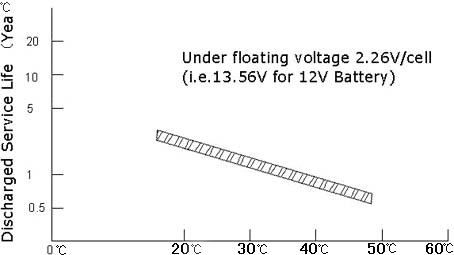 Discharged Service Life (Yea℃
20
10
5
1
0.5
Under floating voltage 2.26V/cell
(i.e.13.56V for 12V Battery)
0℃ 20℃ 30℃ 40℃ 50℃ 60℃